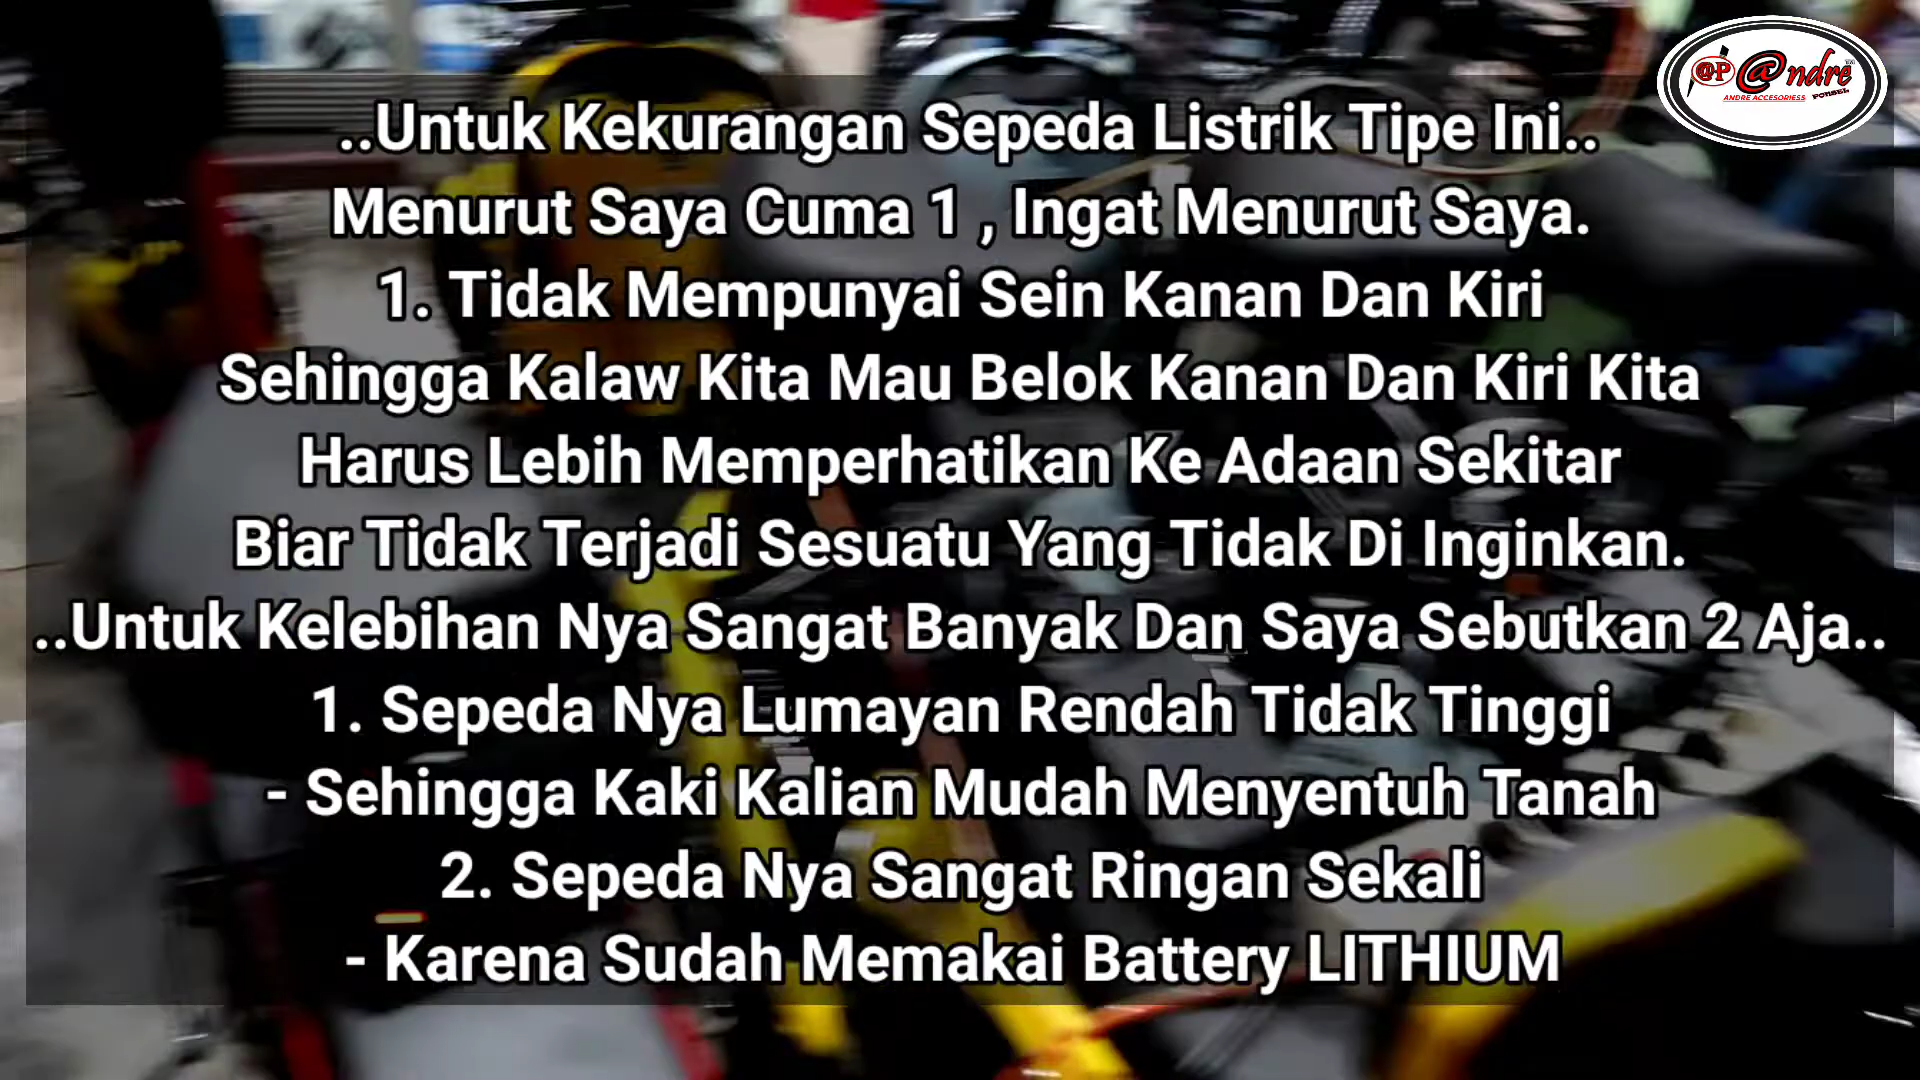 ..Untuk Kekurangan Sepeda Listrik Tipe Ini..
Menurut Saya Cuma 1 , Ingat Menurut Saya.
1. Tidak Mempunyai Sein Kanan Dan Kiri
Sehingga Kalaw Kita Mau Belok Kanan Dan Kiri Kita
Harus Lebih Memperhatikan Ke Adaan Sekitar
Biar Tidak Terjadi Sesuatu Yang Tidak Di Inginkan.
..Untuk Kelebihan Nya Sangat Banyak Dan Saya Sebutkan 2 Aja..
1. Sepeda Nya Lumayan Rendah Tidak Tinggi
- Sehingga Kaki Kalian Mudah Menyentuh Tanah
2. Sepeda Nya Sangat Ringan Sekali
- Karena Sudah Memakai Battery LITHIUM
@P @ndre
ANDRE ACCESORIESS PONSEL